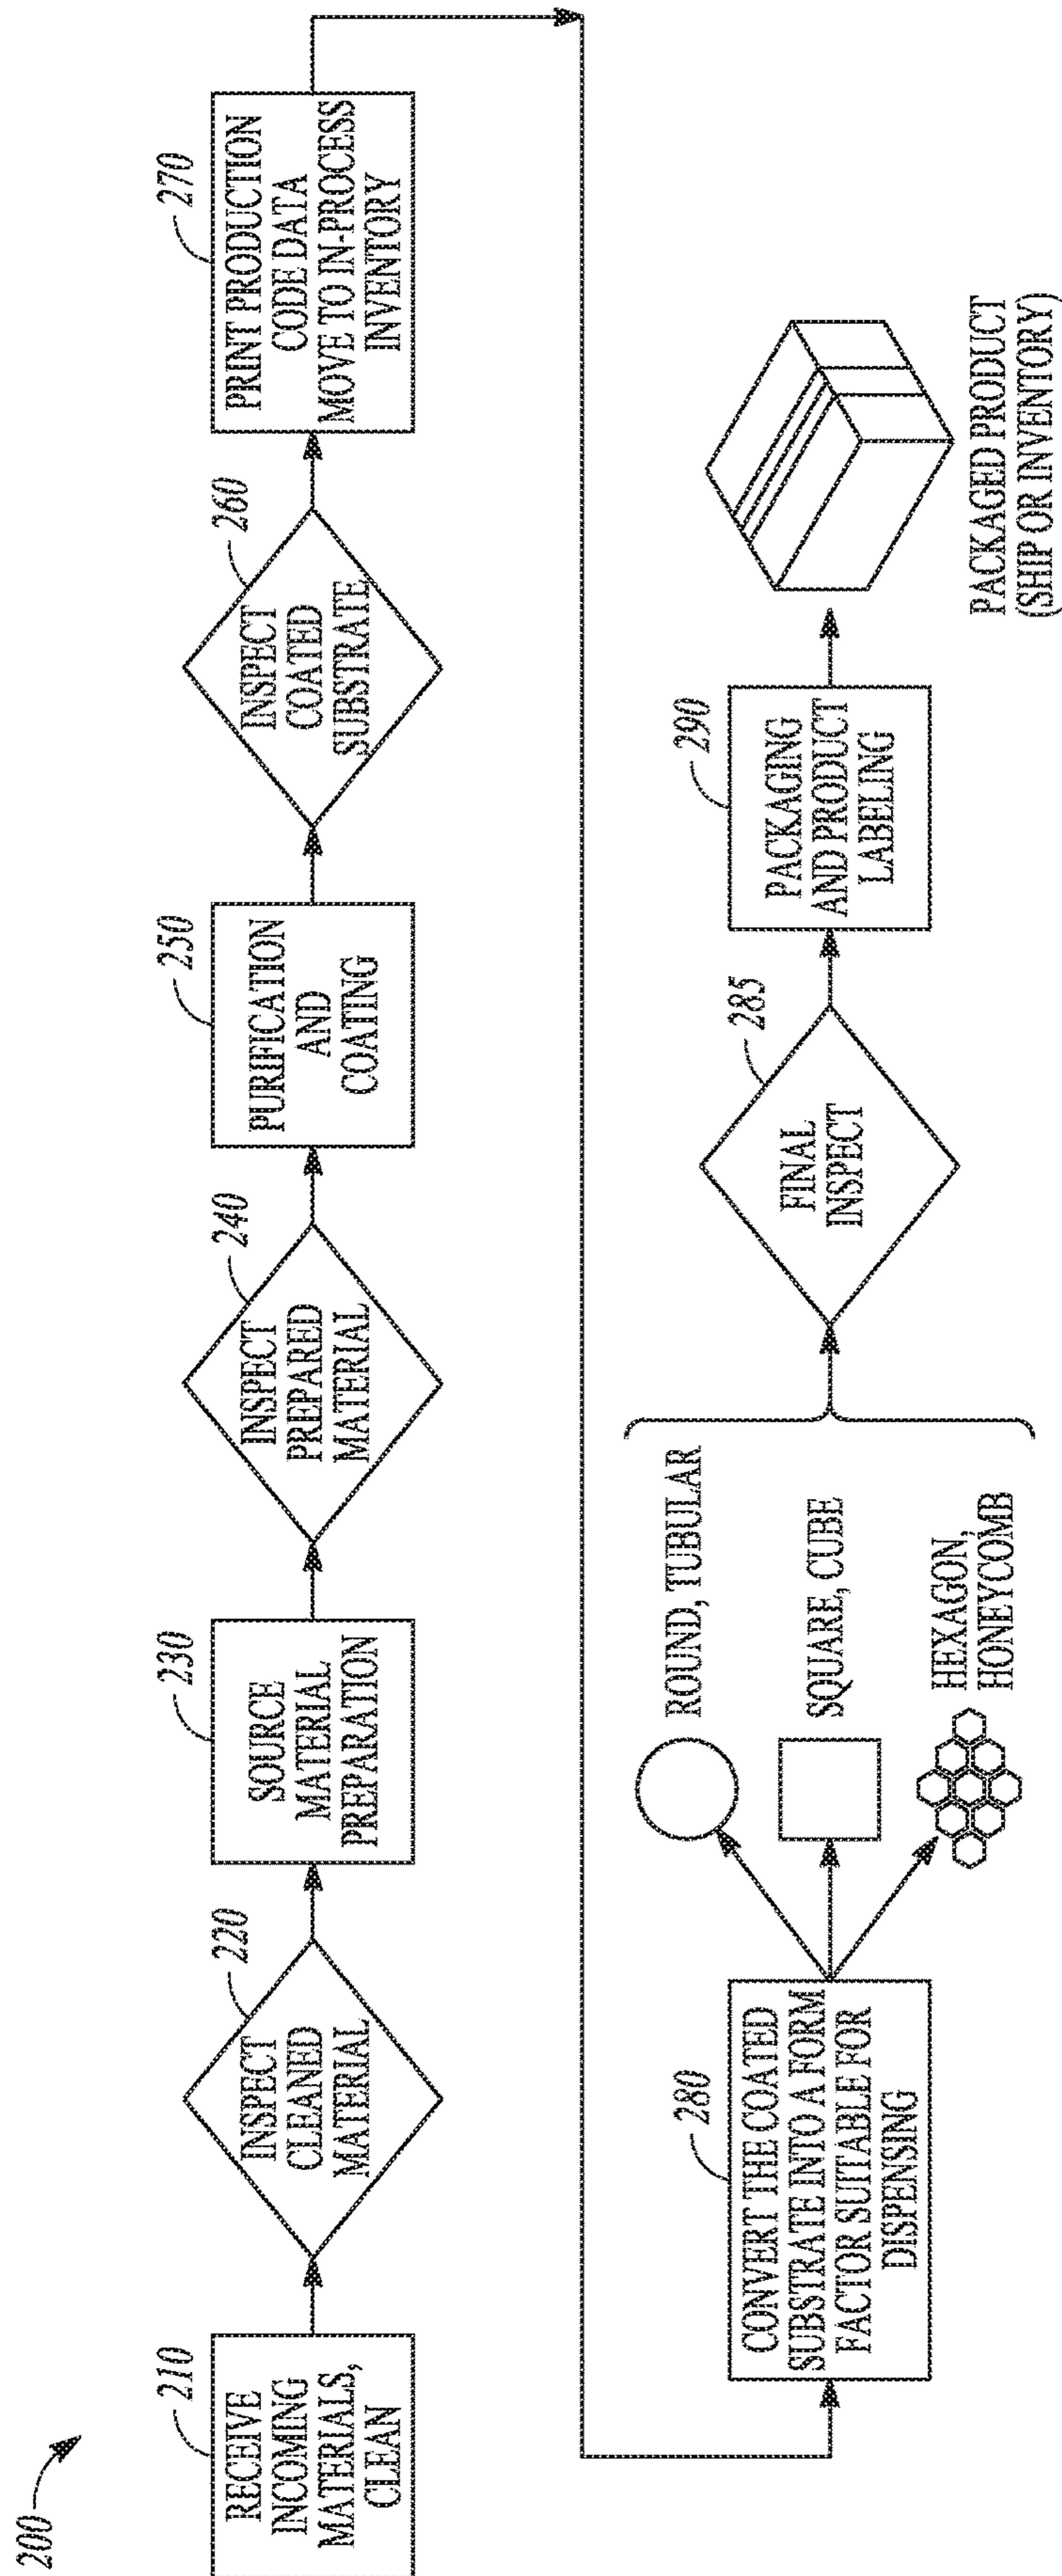 200
210
RECEIVE
INCOMING
MATERIALS,
CLEAN
220
INSPECT
CLEANED
MATERIAL
230
SOURCE
MATERIAL
PREPARATION
240
INSPECT
PREPARED
MATERIAL
250
PURIFICATION
AND
COATING
260
INSPECT
COATED
SUBSTRATE
270
PRINT PRODUCTION
CODE DATA
MOVE TO IN-PROCESS
INVENTORY
280
CONVERT THE COATED
SUBSTRATE INTO A FORM
FACTOR SUITABLE FOR
DISPENSING
ROUND, TUBULAR
SQUARE, CUBE
HEXAGON,
HONEYCOMB
285
FINAL
INSPECT
290
PACKAGING
AND PRODUCT
LABELING
PACKAGED PRODUCT
(SHIP OR INVENTORY)